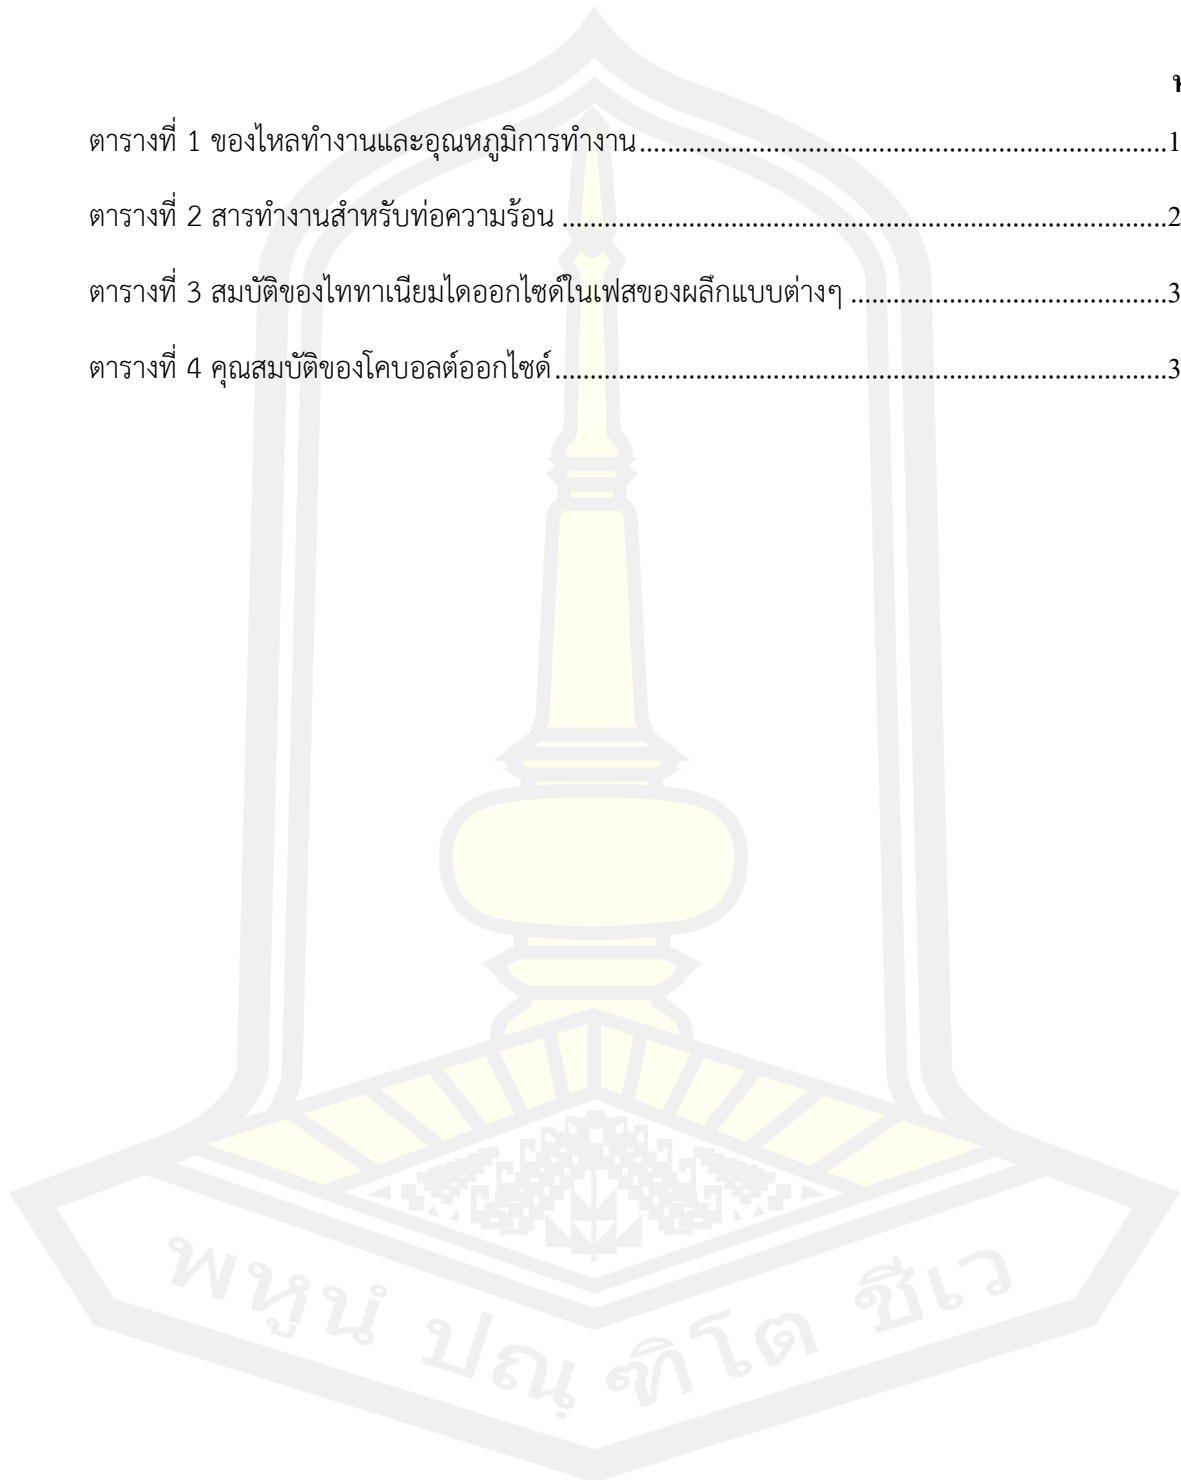 ตารางที่ 1 ของไหลทำงานและอุณหภูมิการทำงาน...........................................................................1
ตารางที่ 2 สารทำงานสำหรับท่อความร้อน ......................................................................................2
ตารางที่ 3 สมบัติของไททาเนียมไดออกไซด์ในเฟสของผลึกแบบต่างๆ .............................................3
ตารางที่ 4 คุณสมบัติของโคบอลต์ออกไซด์.......................................................................................3
พหูนํ ปณฺฑิโต ชีเว